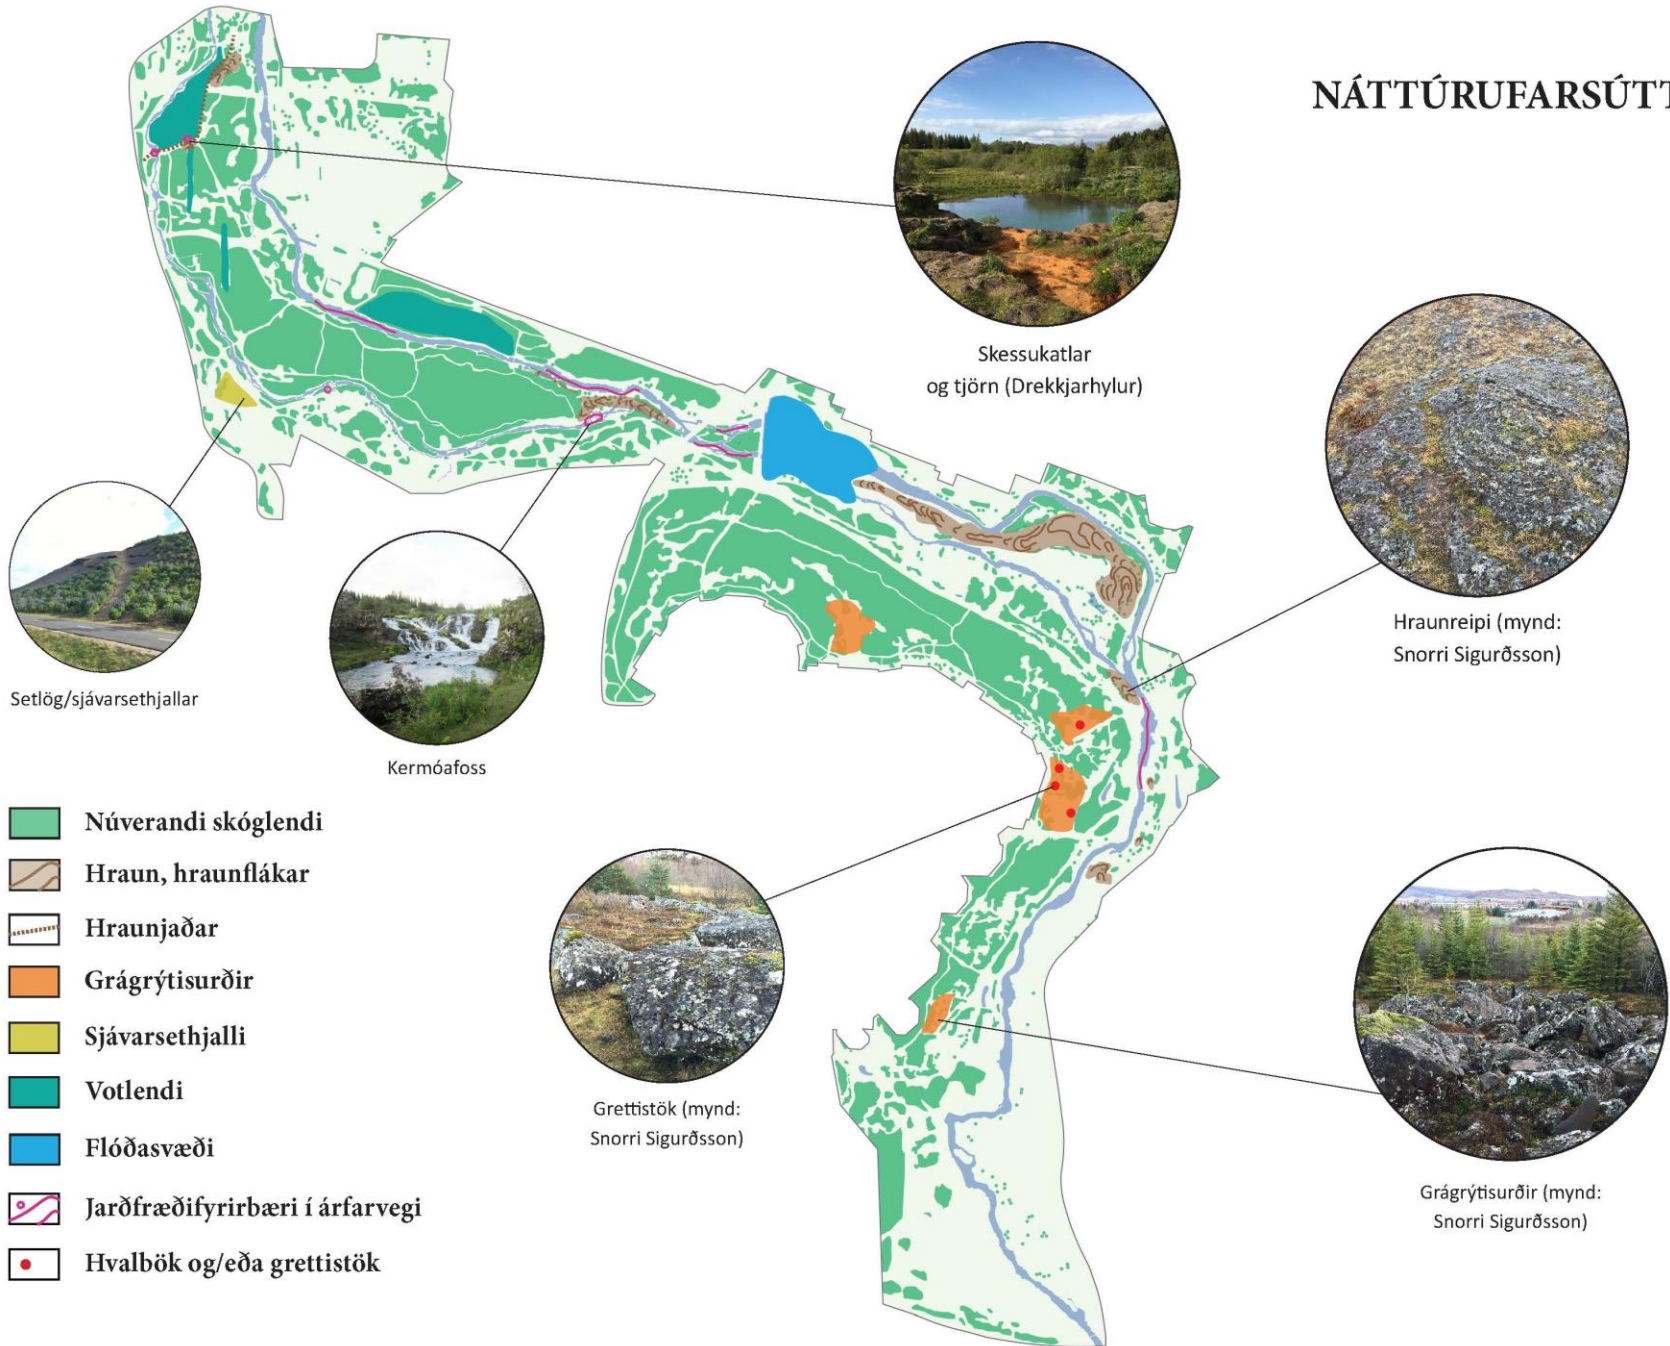 NÁTTÚRUFARSÚTT
Skessukatlar
og tjörn (Drekkjarhylur)
Hraunreipi (mynd:
Snorri Sigurðsson)
Setlög/sjávarsethjallar
Kermóafoss
Núverandi skóglendi
Hraun, hraunflákar
Hraunjaðar
Grágrýtisurðir
Sjávarsethjalli
Votlendi
Flóðasvæði
Jarðfræðifyrirbæri í árfarvegi
Hvalbök og/eða grettistök
Grettistök (mynd:
Snorri Sigurðsson)
Grágrýtisurðir (mynd:
Snorri Sigurðsson)